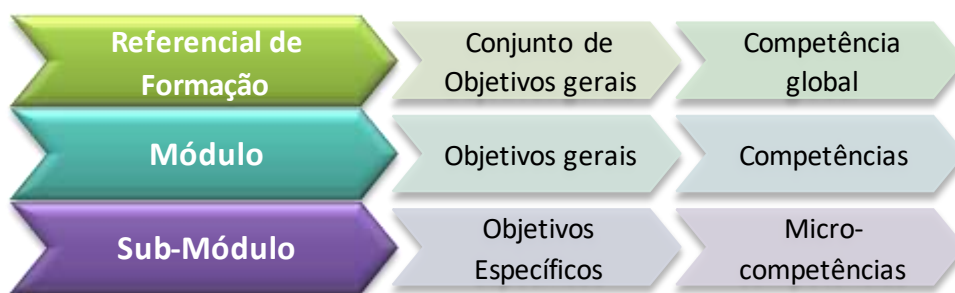 Referencial de
Formação
Conjunto de
Objetivos gerais
Competência
global
Módulo
Objetivos gerais
Competências
Sub-Módulo
Objetivos
Específicos
Micro-
competências